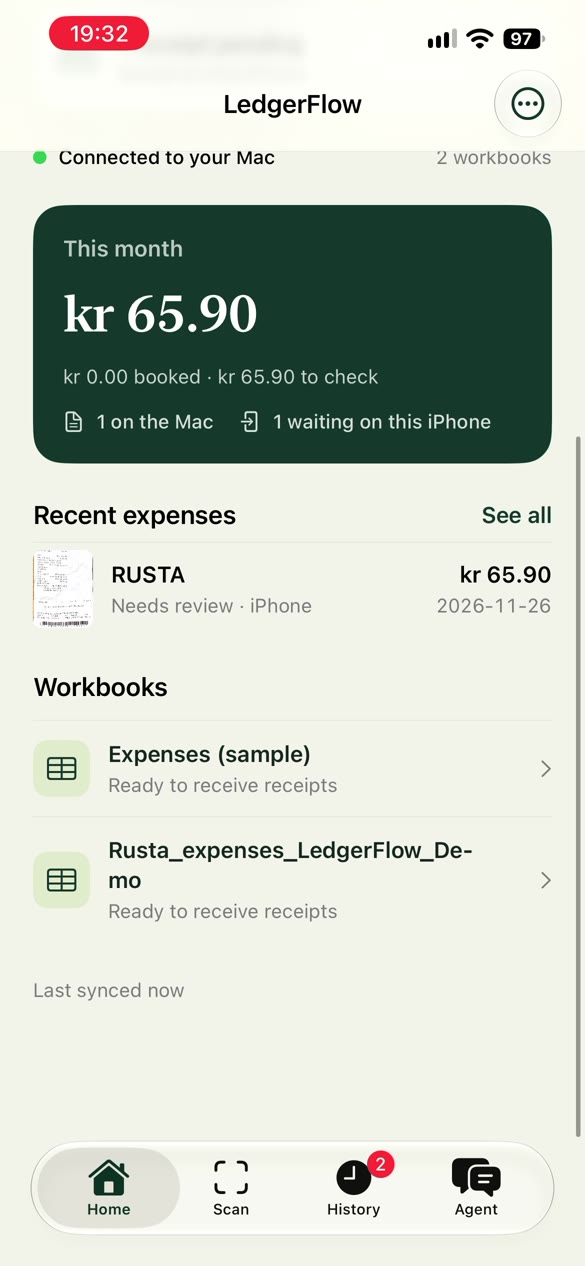 19:32
97
LedgerFlow
Connected to your Mac
2 workbooks
This month
kr 65.90
kr 0.00 booked · kr 65.90 to check
1 on the Mac
1 waiting on this iPhone
Recent expenses
See all
RUSTA
kr 65.90
Needs review · iPhone
2026-11-26
Workbooks
Expenses (sample)
Ready to receive receipts
Rusta_expenses_LedgerFlow_De-
mo
Ready to receive receipts
Last synced now
2
Home
Scan
History
Agent